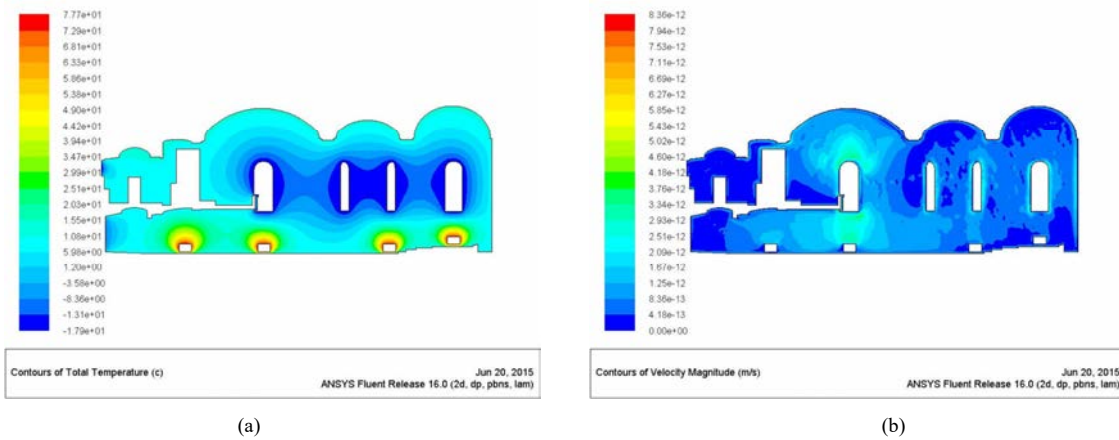 7.77e+01
7.29e+01
6.81e+01
6.33e+01
5.86e+01
5.38e+01
4.90e+01
4.42e+01
3.94e+01
3.47e+01
2.99e+01
2.51e+01
2.03e+01
1.55e+01
1.08e+01
5.98e+00
1.20e+00
-3.58e+00
-8.36e+00
-1.31e+01
-1.79e+01
Contours of Total Temperature (c)
Jun 20, 2015
ANSYS Fluent Release 16.0 (2d, dp, pbns, lam)
(a)
8.36e-12
7.94e-12
7.53e-12
7.11e-12
6.69e-12
6.27e-12
5.85e-12
5.43e-12
5.02e-12
4.60e-12
4.18e-12
3.76e-12
3.34e-12
2.93e-12
2.51e-12
2.09e-12
1.67e-12
1.25e-12
8.36e-13
4.18e-13
0.00e+00
Contours of Velocity Magnitude (m/s)
Jun 20, 2015
ANSYS Fluent Release 16.0 (2d, dp, pbns, lam)
(b)